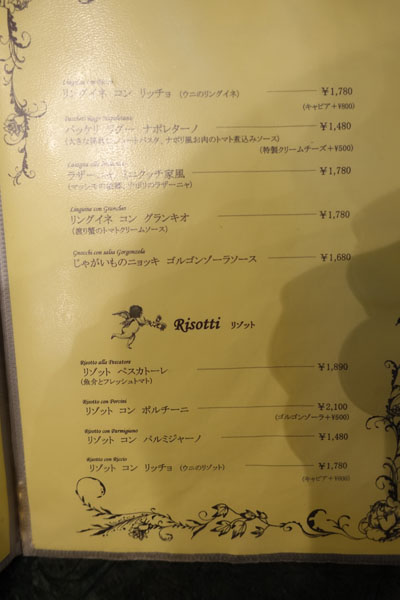 リングイネ コン リッチョ (ウニのリングイネ) ¥1,780
(キャビア+¥800)
Paccheri Ragu Napoletana
パッケリ ラグー ナポレターノ ¥1,480
(特製クリームチーズ+¥500)
ラザーニャ ミニクッチ家風 ¥1,780
Linguine con Granchio
リングイネ コン グランキオ ¥1,780
(渡り蟹のトマトクリームソース)
Gnocchi con salsa Gorgonzola
じゃがいものニョッキ ゴルゴンゾーラソース ¥1,680
Risotti リゾット
Risotto alla Pescatora
リゾット ペスカトーレ ¥1,890
(魚介とフレッシュトマト)
Risotto con Porcini
リゾット コン ポルチーニ ¥2,100
(ゴルゴンゾーラ+¥500)
Risotto con Parmigiano
リゾット コン パルミジャーノ ¥1,480
Risotto con Riccio
リゾット コン リッチョ (ウニのリゾット) ¥1,780
(キャビア+¥800)